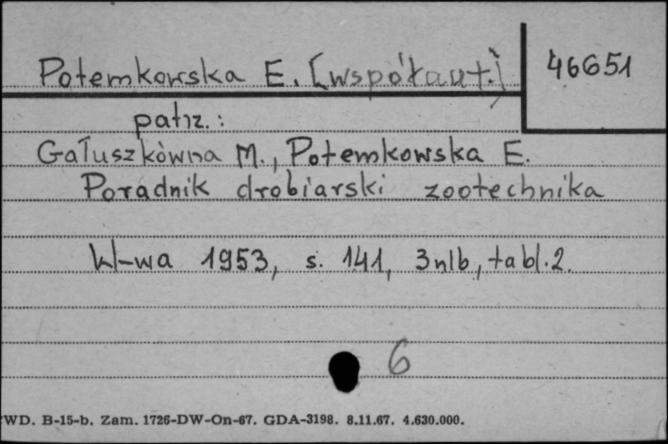 Potemkowska E. [współaut.]
46651
patrz.:
Gałuszkówna M., Potemkowska E.
Poradnik drobiarski zootechnika
W-wa 1953, s. 141, 3nlb, tabl. 2.
6
WD. B-15-b. Zam. 1726-DW-On-67. GDA-3198. 8.11.67. 4.630.000.